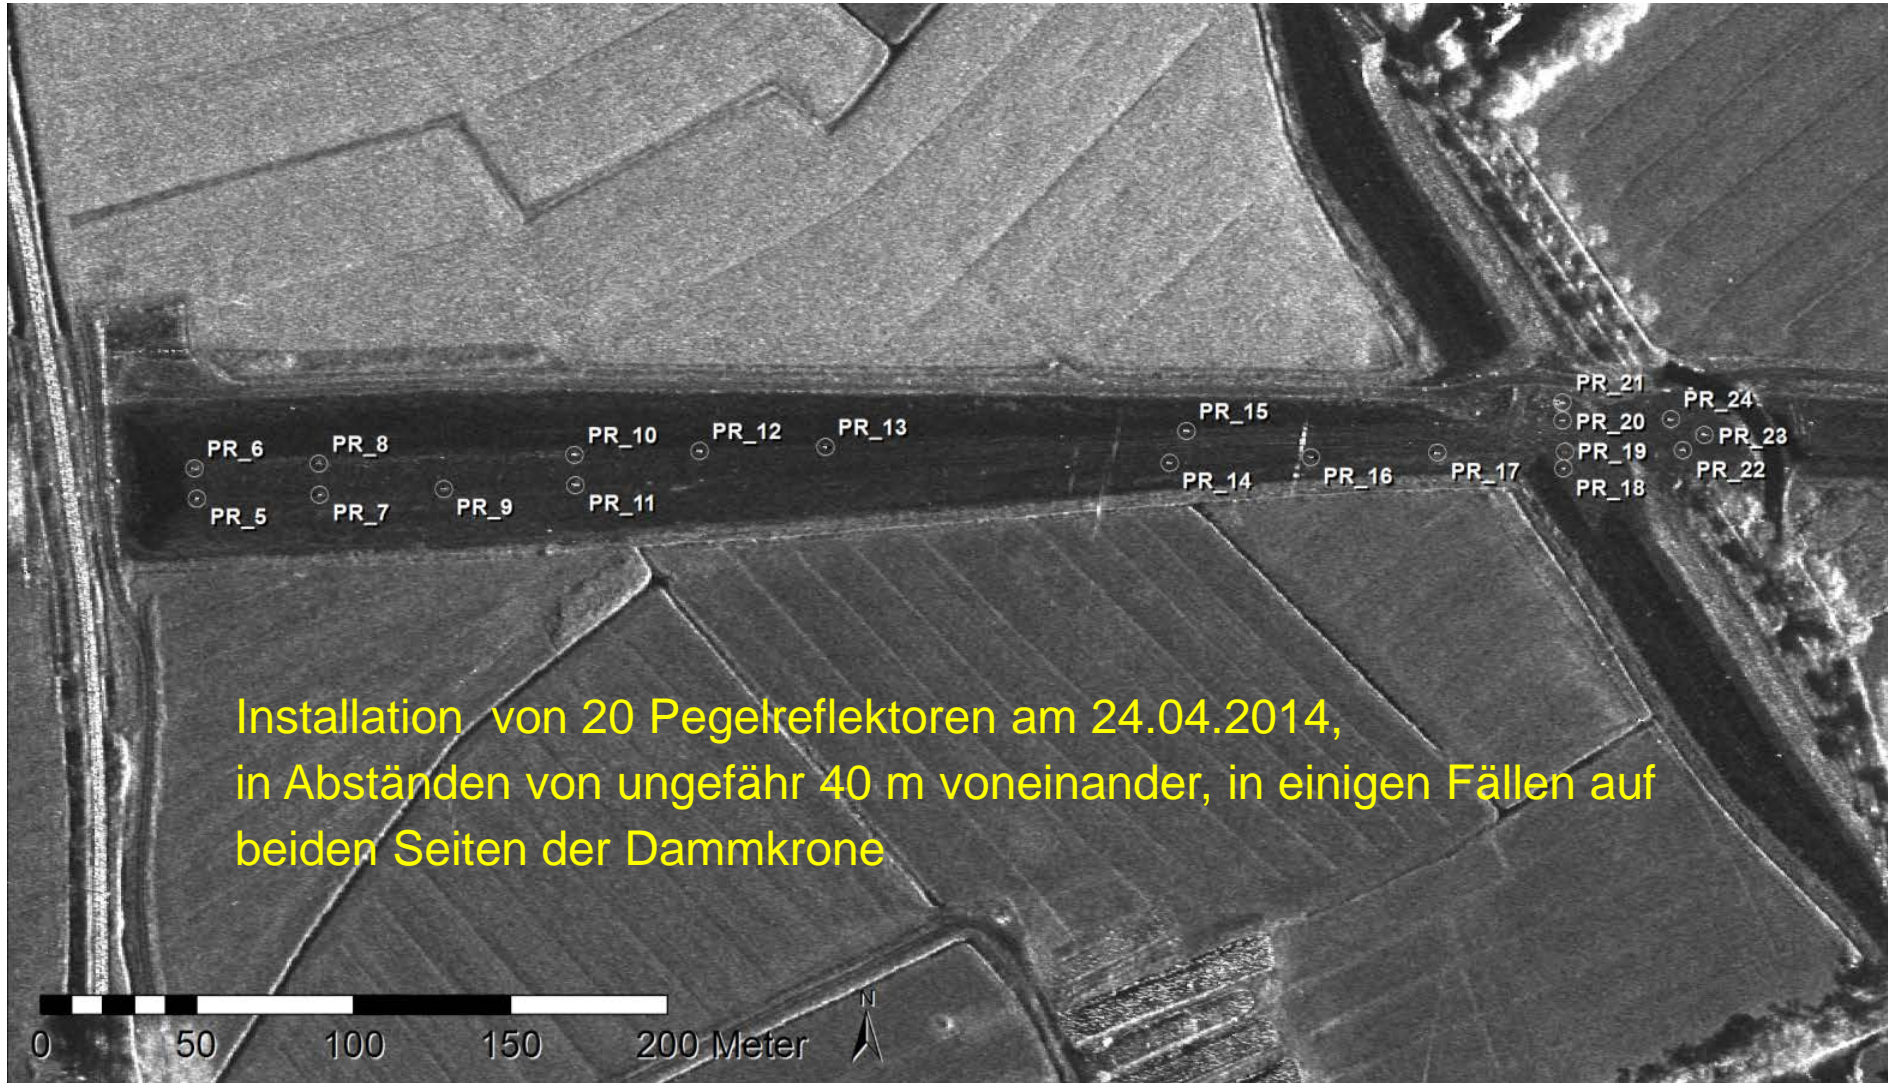 PR_21
PR_15
PR_24
PR_10
PR_12
PR_13
PR_20
PR_6
PR_8
PR_23
PR_19
PR_14
PR_16
PR_17
PR_22
PR_18
PR_5
PR_7
PR_9
PR_11
Installation von 20 Pegelreflektoren am 24.04.2014,
in Abständen von ungefähr 40 m voneinander, in einigen Fällen auf
beiden Seiten der Dammkrone
N
0 50 100 150 200 Meter